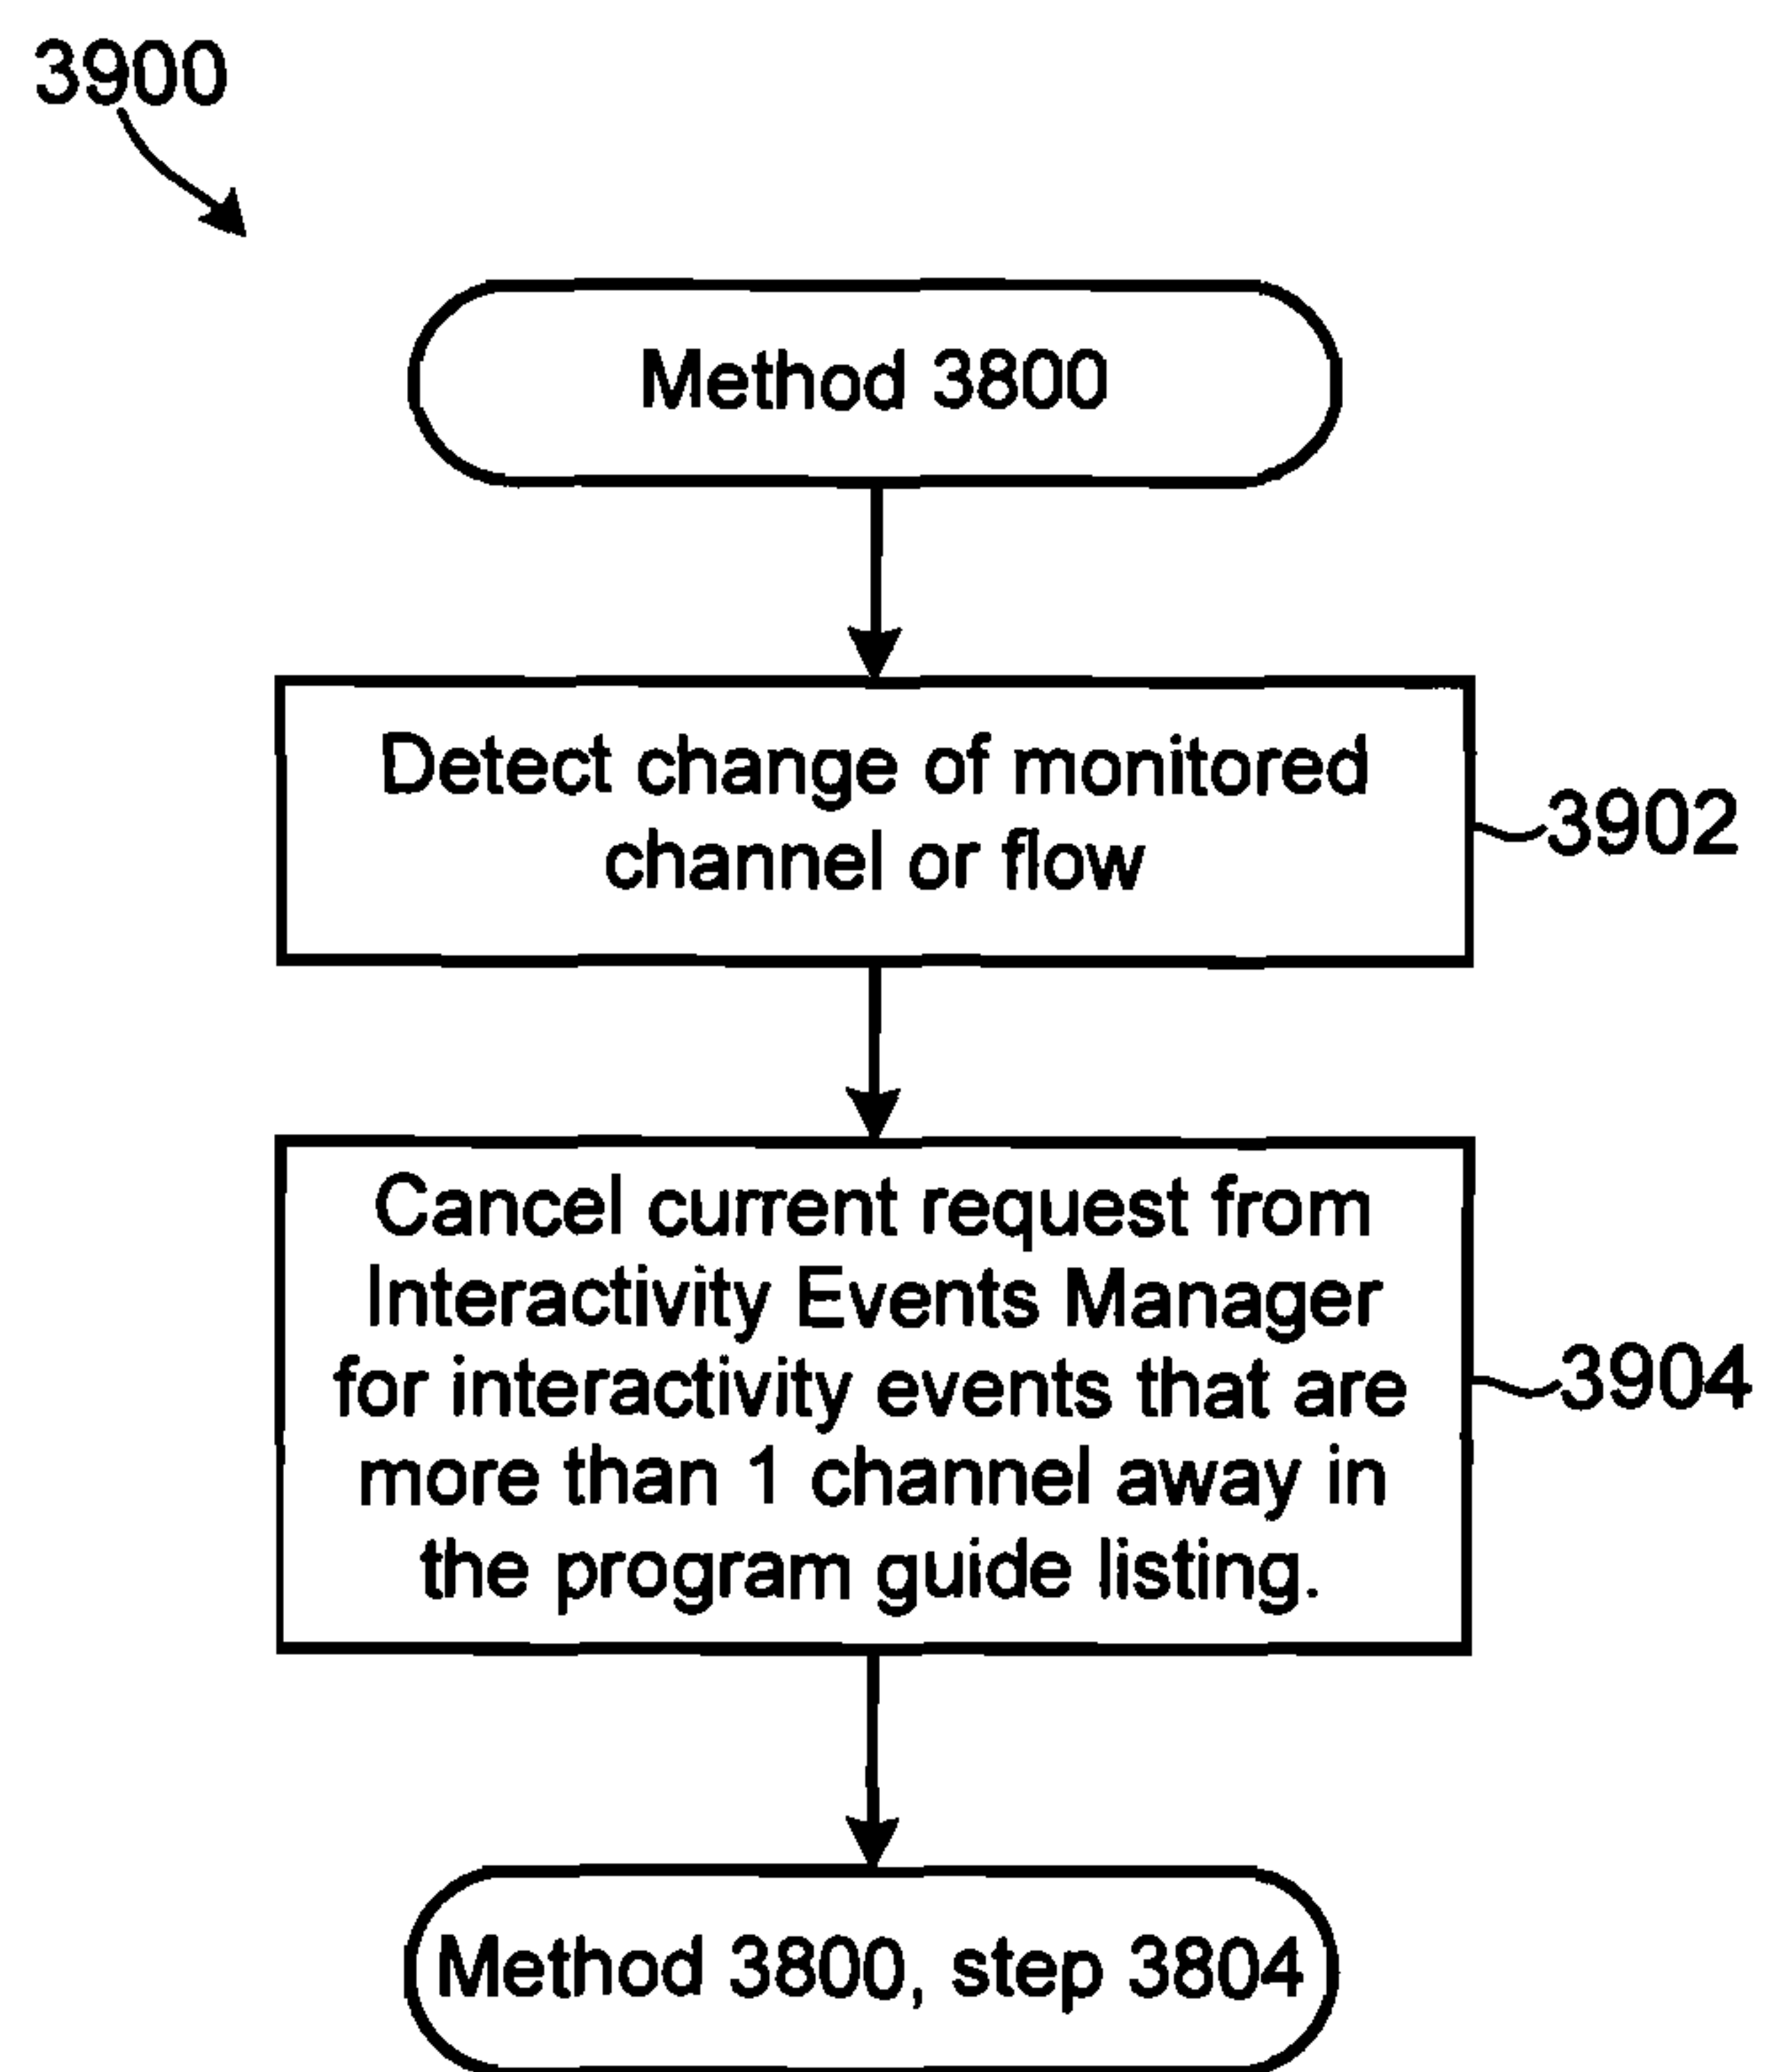 3900
Method 3800
Detect change of monitored
channel or flow
3902
Cancel current request from
Interactivity Events Manager
for interactivity events that are
more than 1 channel away in
the program guide listing.
3904
Method 3800, step 3804